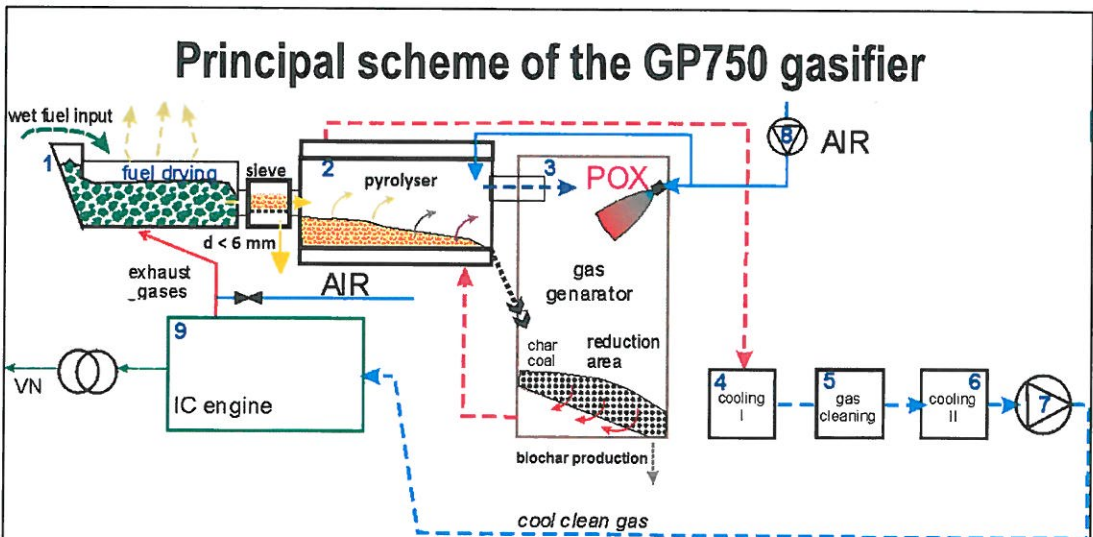 Principal scheme of the GP750 gasifier
wet fuel input
1
fuel drying
sieve
d < 6 mm
2
pyrolyser
3
POX
8
AIR
exhaust
gases
AIR
gas
genarator
char
coal
reduction
area
biochar production
4
cooling
I
5
gas
cleaning
6
cooling
II
7
9
IC engine
VN
cool clean gas